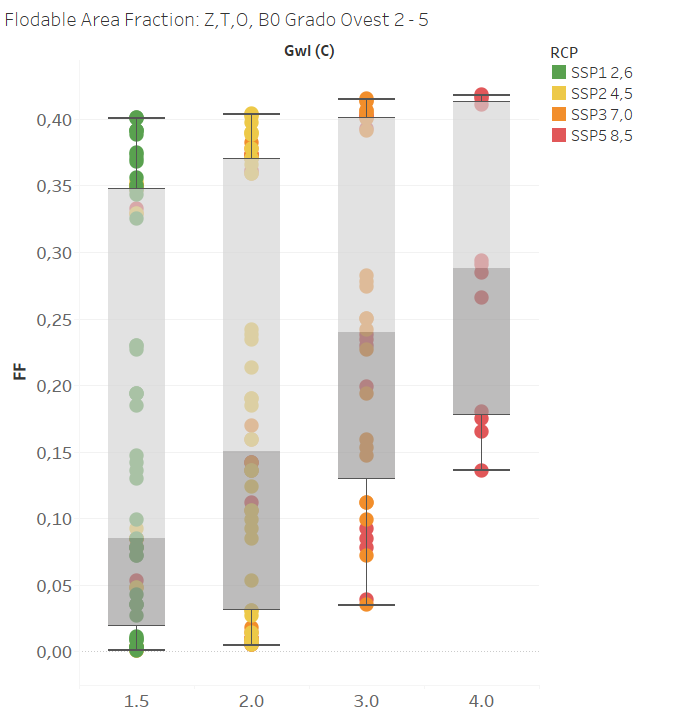 Flodable Area Fraction: Z,T,O, B0 Grado Ovest 2 - 5
Gwl (C)
RCP
SSP1 2,6
SSP2 4,5
SSP3 7,0
SSP5 8,5
0,40
0,35
0,30
0,25
0,20
0,15
0,10
0,05
0,00
FF
1.5
2.0
3.0
4.0